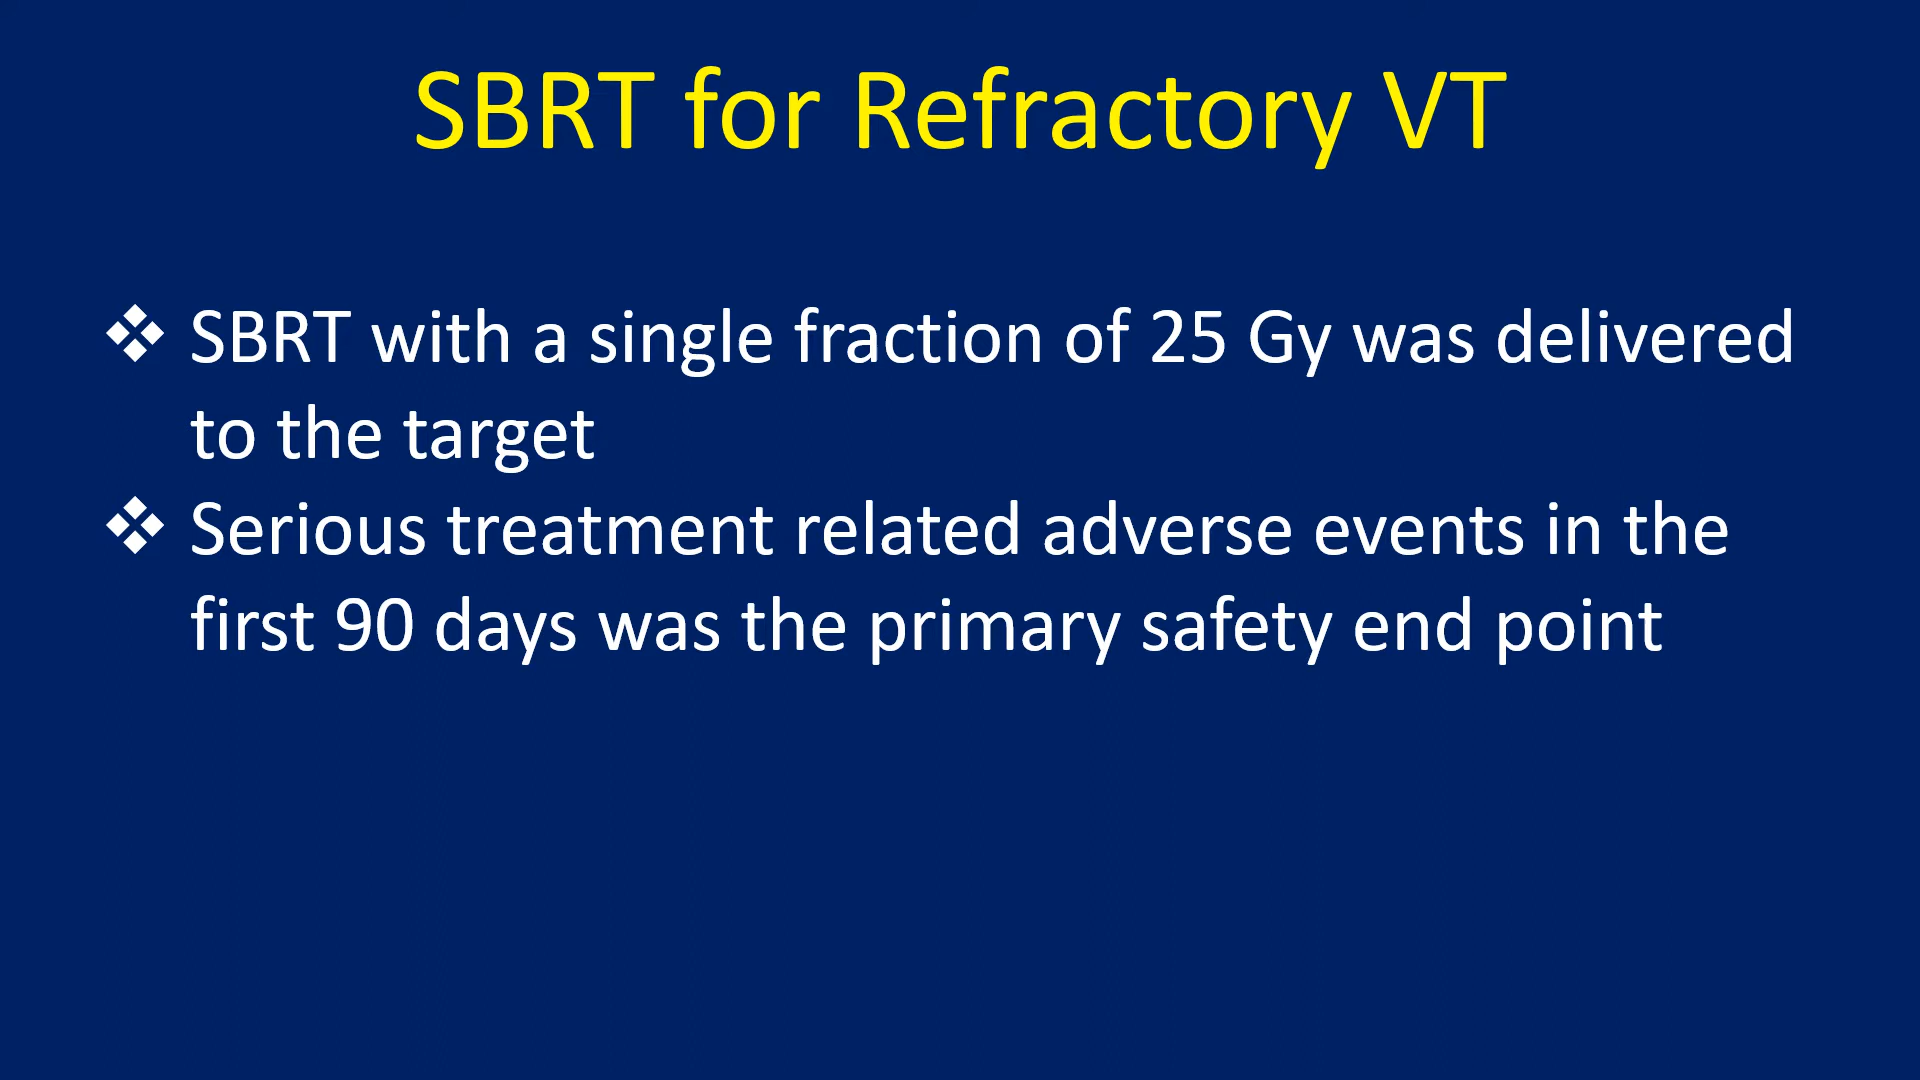 SBRT for Refractory VT
❖ SBRT with a single fraction of 25 Gy was delivered
to the target
❖ Serious treatment related adverse events in the
first 90 days was the primary safety end point